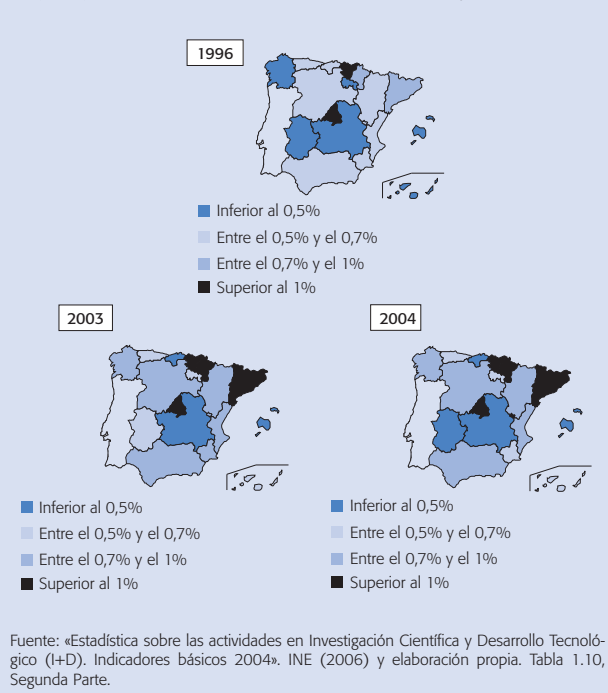 1996
Inferior al 0,5%
Entre el 0,5% y el 0,7%
Entre el 0,7% y el 1%
Superior al 1%
2003
Inferior al 0,5%
Entre el 0,5% y el 0,7%
Entre el 0,7% y el 1%
Superior al 1%
2004
Inferior al 0,5%
Entre el 0,5% y el 0,7%
Entre el 0,7% y el 1%
Superior al 1%
Fuente: «Estadística sobre las actividades en Investigación Científica y Desarrollo Tecnoló-
gico (I+D). Indicadores básicos 2004». INE (2006) y elaboración propia. Tabla 1.10,
Segunda Parte.